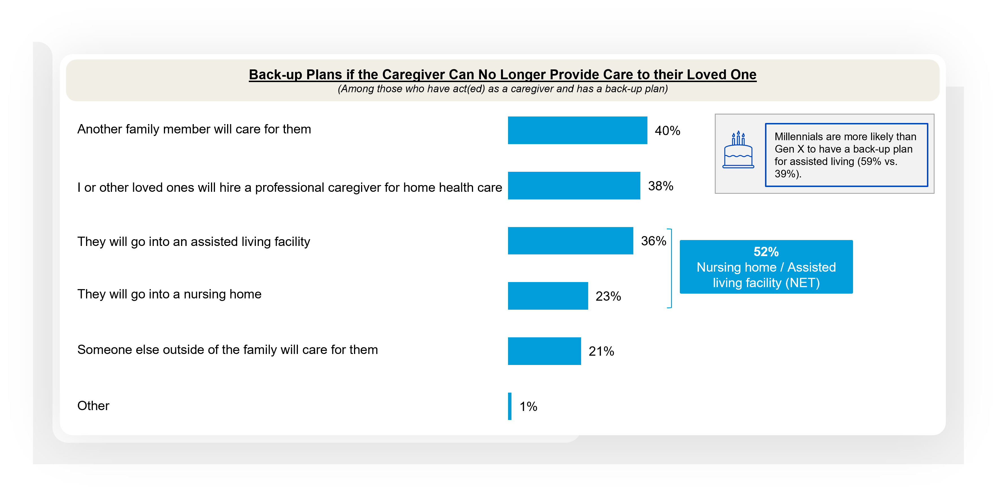 Back-up Plans if the Caregiver Can No Longer Provide Care to their Loved One
(Among those who have act(ed) as a caregiver and has a back-up plan)
Another family member will care for them
40%
Millennials are more likely than
Gen X to have a back-up plan
for assisted living (59% vs.
39%).
I or other loved ones will hire a professional caregiver for home health care
38%
They will go into an assisted living facility
36%
52%
Nursing home / Assisted
living facility (NET)
They will go into a nursing home
23%
Someone else outside of the family will care for them
21%
Other
1%